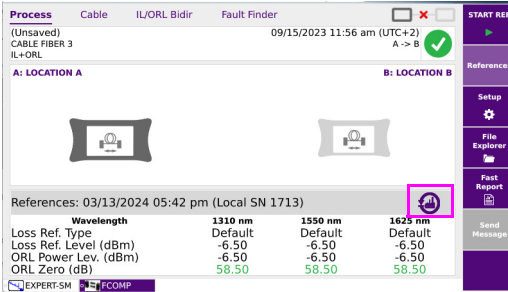 Process Cable IL/ORL Bidir Fault Finder
(Unsaved) 09/15/2023 11:56 am (UTC+2)
CABLE FIBER 3 A -> B
IL+ORL
A: LOCATION A B: LOCATION B
References: 03/13/2024 05:42 pm (Local SN 1713)
Wavelength 1310 nm 1550 nm 1625 nm
Loss Ref. Type Default Default Default
Loss Ref. Level (dBm) -6.50 -6.50 -6.50
ORL Power Lev. (dBm) -6.50 -6.50 -6.50
ORL Zero (dB) 58.50 58.50 58.50
EXPERT-SM FCOMP
START REF
Reference
Setup
File
Explorer
Fast
Report
Send
Message